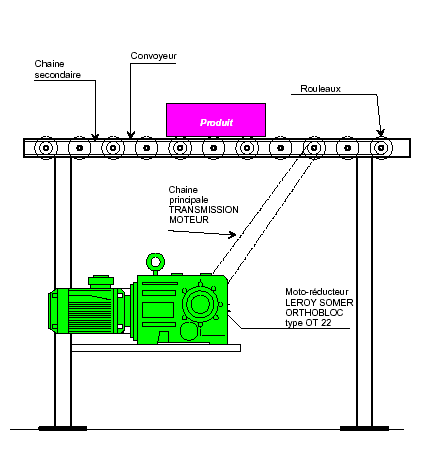 Convoyeur
Chaine
secondaire
Rouleaux
Produit
Chaine
principale
TRANSMISSION
MOTEUR
Moto-réducteur
LEROY SOMER
ORTHOBLOC
type OT 22